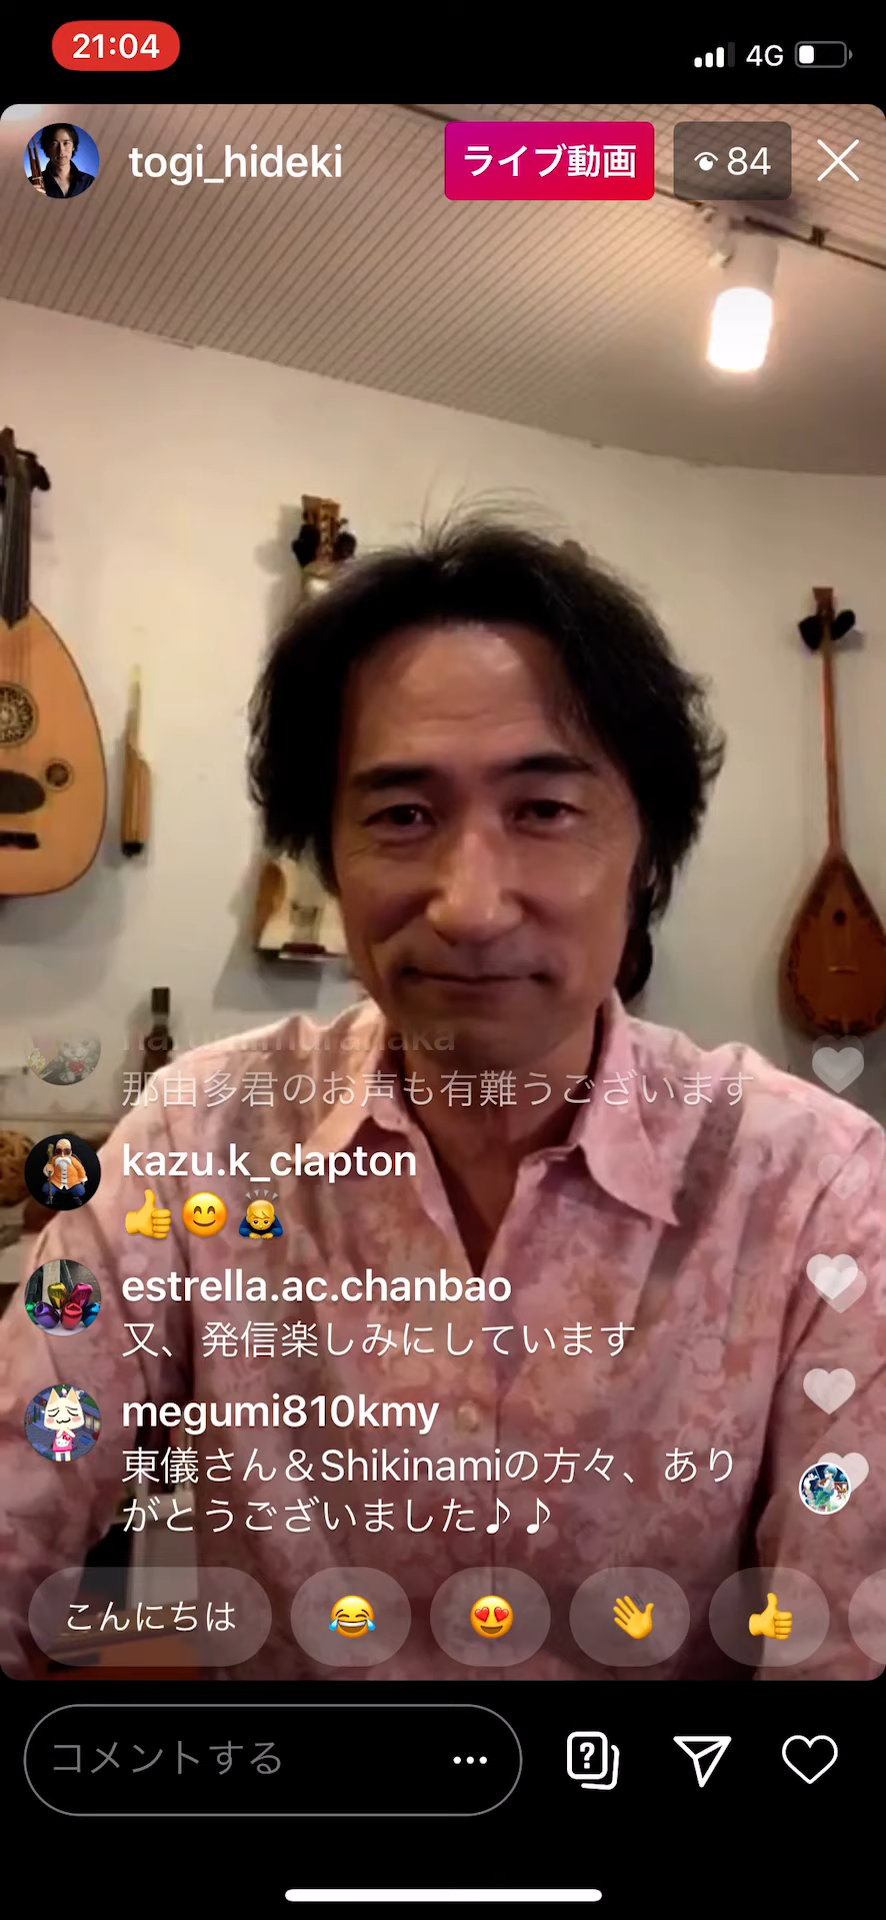 21:04
4G
togi_hideki
ライブ動画
84
harumimuranaka
那由多君のお声も有難うございます
kazu.k_clapton
👍😊🙇
estrella.ac.chanbao
又、発信楽しみにしています
megumi810kmy
東儀さん＆Shikinamiの方々、あり
がとうございました♪♪
こんにちは 😂 😍 👋 👍
コメントする